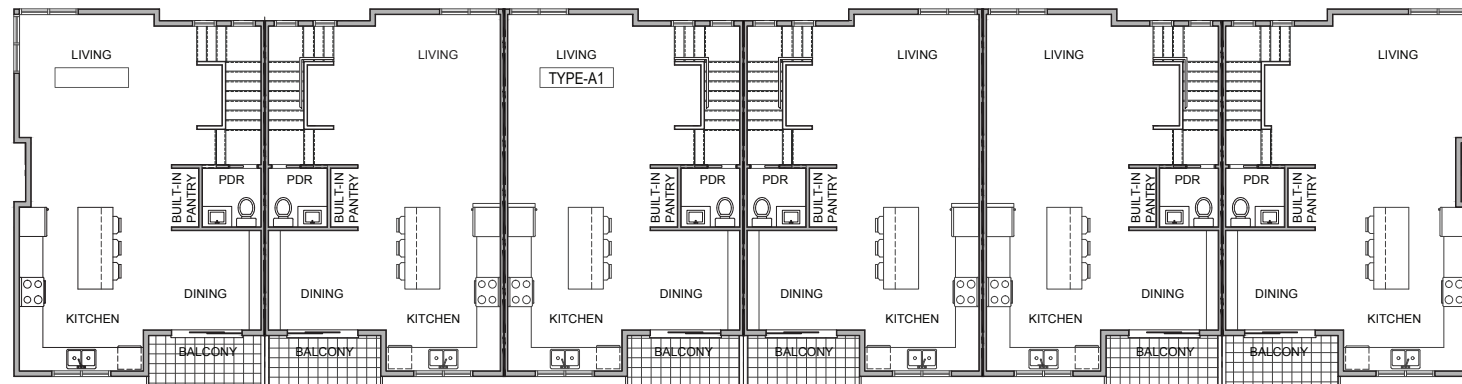 LIVING
LIVING
LIVING
LIVING
LIVING
LIVING
TYPE-A1
BUILT-IN
PANTRY
PDR
PDR
BUILT-IN
PANTRY
BUILT-IN
PANTRY
PDR
PDR
BUILT-IN
PANTRY
BUILT-IN
PANTRY
PDR
PDR
BUILT-IN
PANTRY
DINING
DINING
DINING
DINING
DINING
DINING
KITCHEN
KITCHEN
KITCHEN
KITCHEN
KITCHEN
KITCHEN
BALCONY
BALCONY
BALCONY
BALCONY
BALCONY
BALCONY